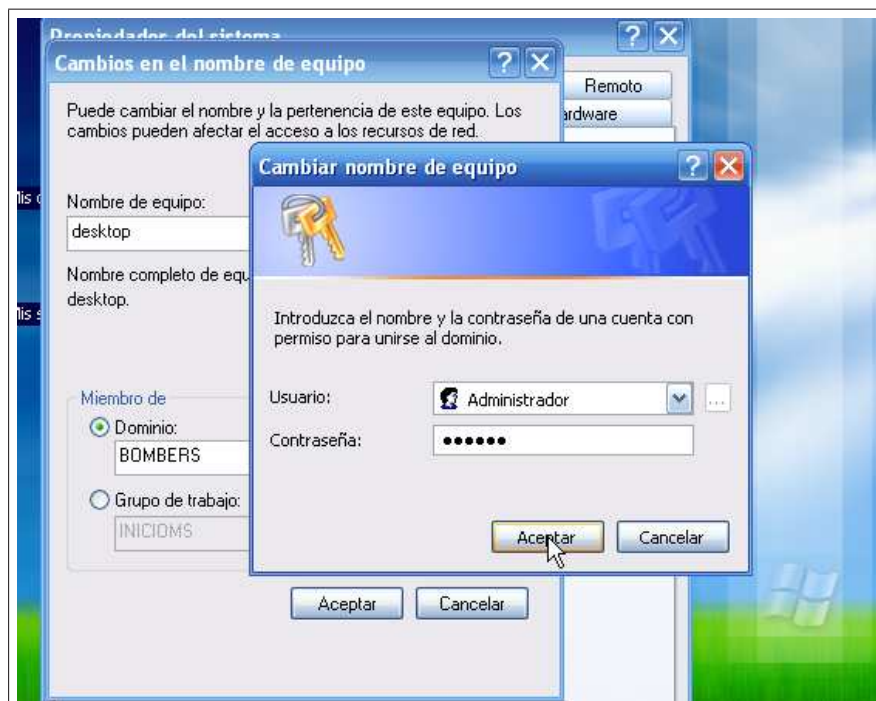 Propiedades del sistema
Cambios en el nombre de equipo
Remoto
ardware
Puede cambiar el nombre y la pertenencia de este equipo. Los
cambios pueden afectar el acceso a los recursos de red.
Cambiar nombre de equipo
Nombre de equipo:
desktop
Nombre completo de equ
desktop.
Introduzca el nombre y la contraseña de una cuenta con
permiso para unirse al dominio.
Usuario:
Administrador
...
Contraseña:
••••••
Miembro de
Dominio:
BOMBERS
Grupo de trabajo:
INICIOMS
Aceptar
Cancelar
Aceptar
Cancelar